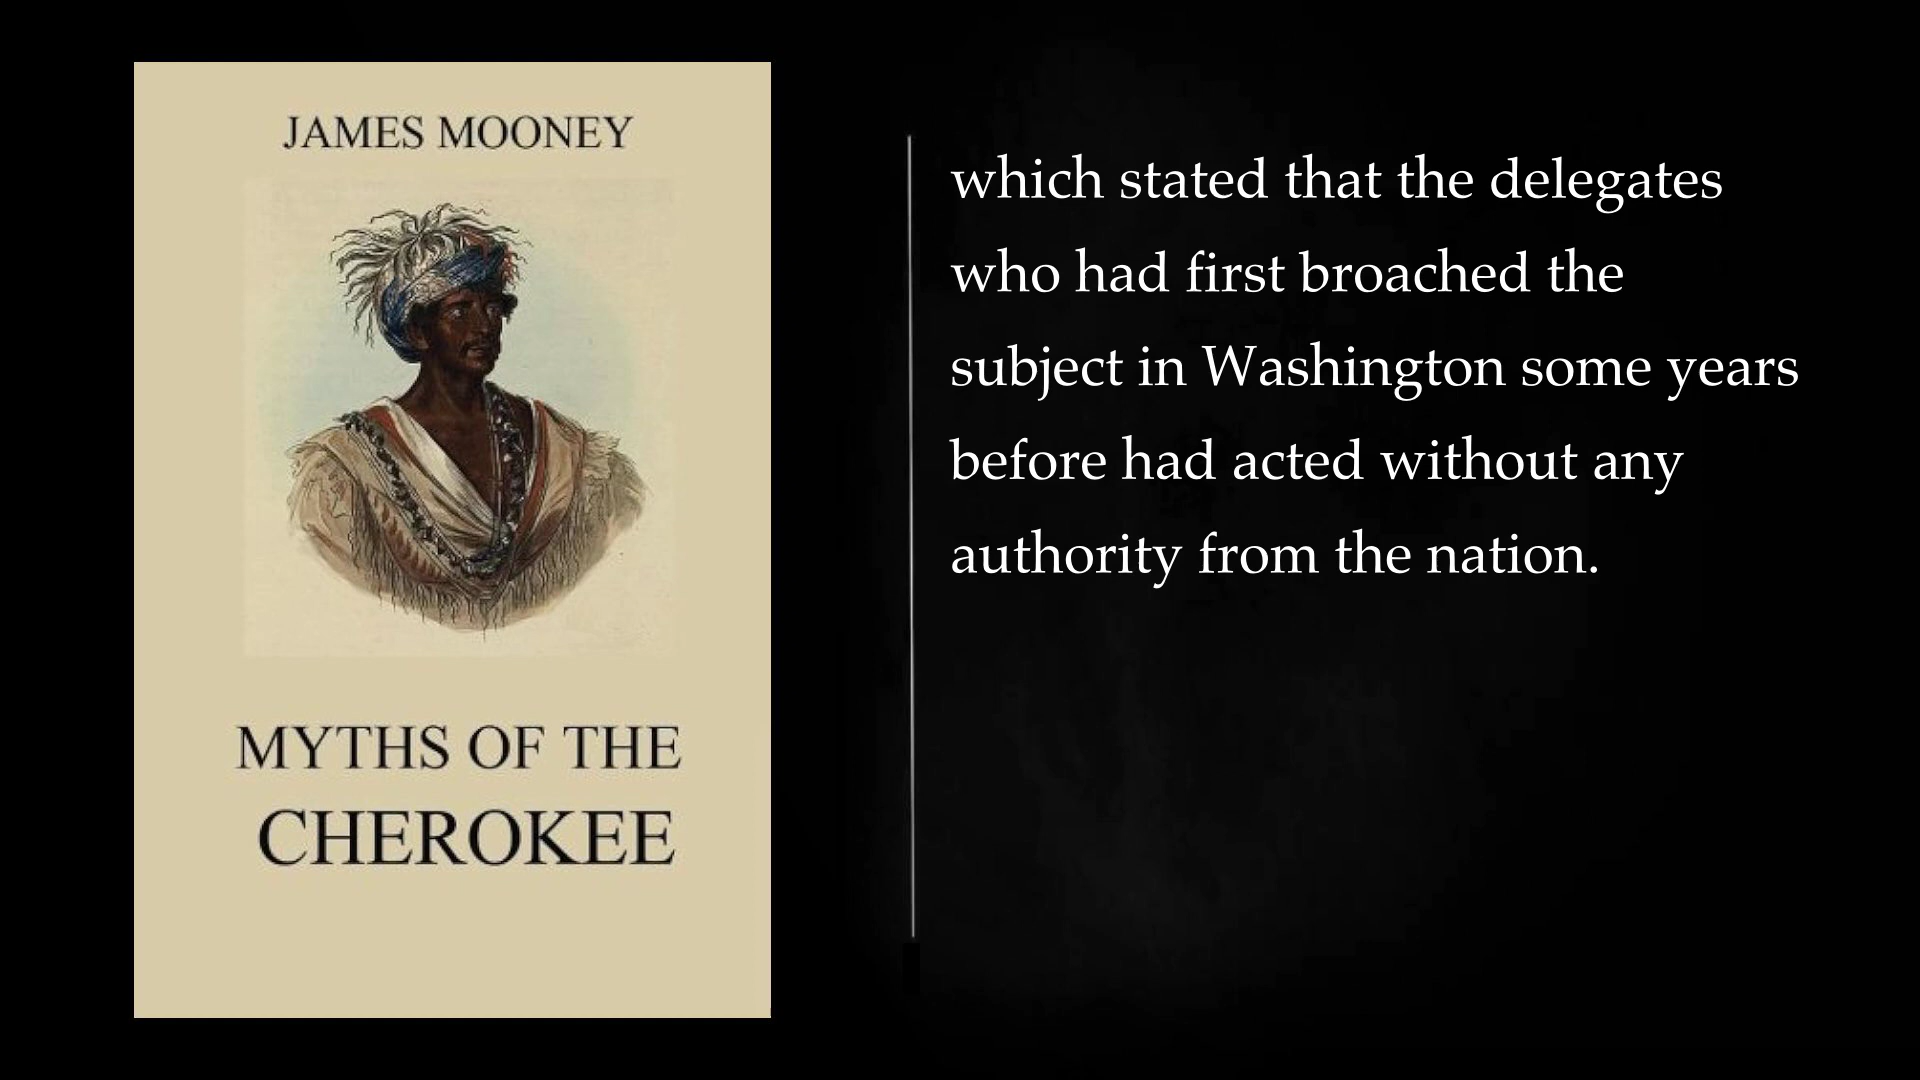 JAMES MOONEY
MYTHS OF THE
CHEROKEE
which stated that the delegates
who had first broached the
subject in Washington some years
before had acted without any
authority from the nation.